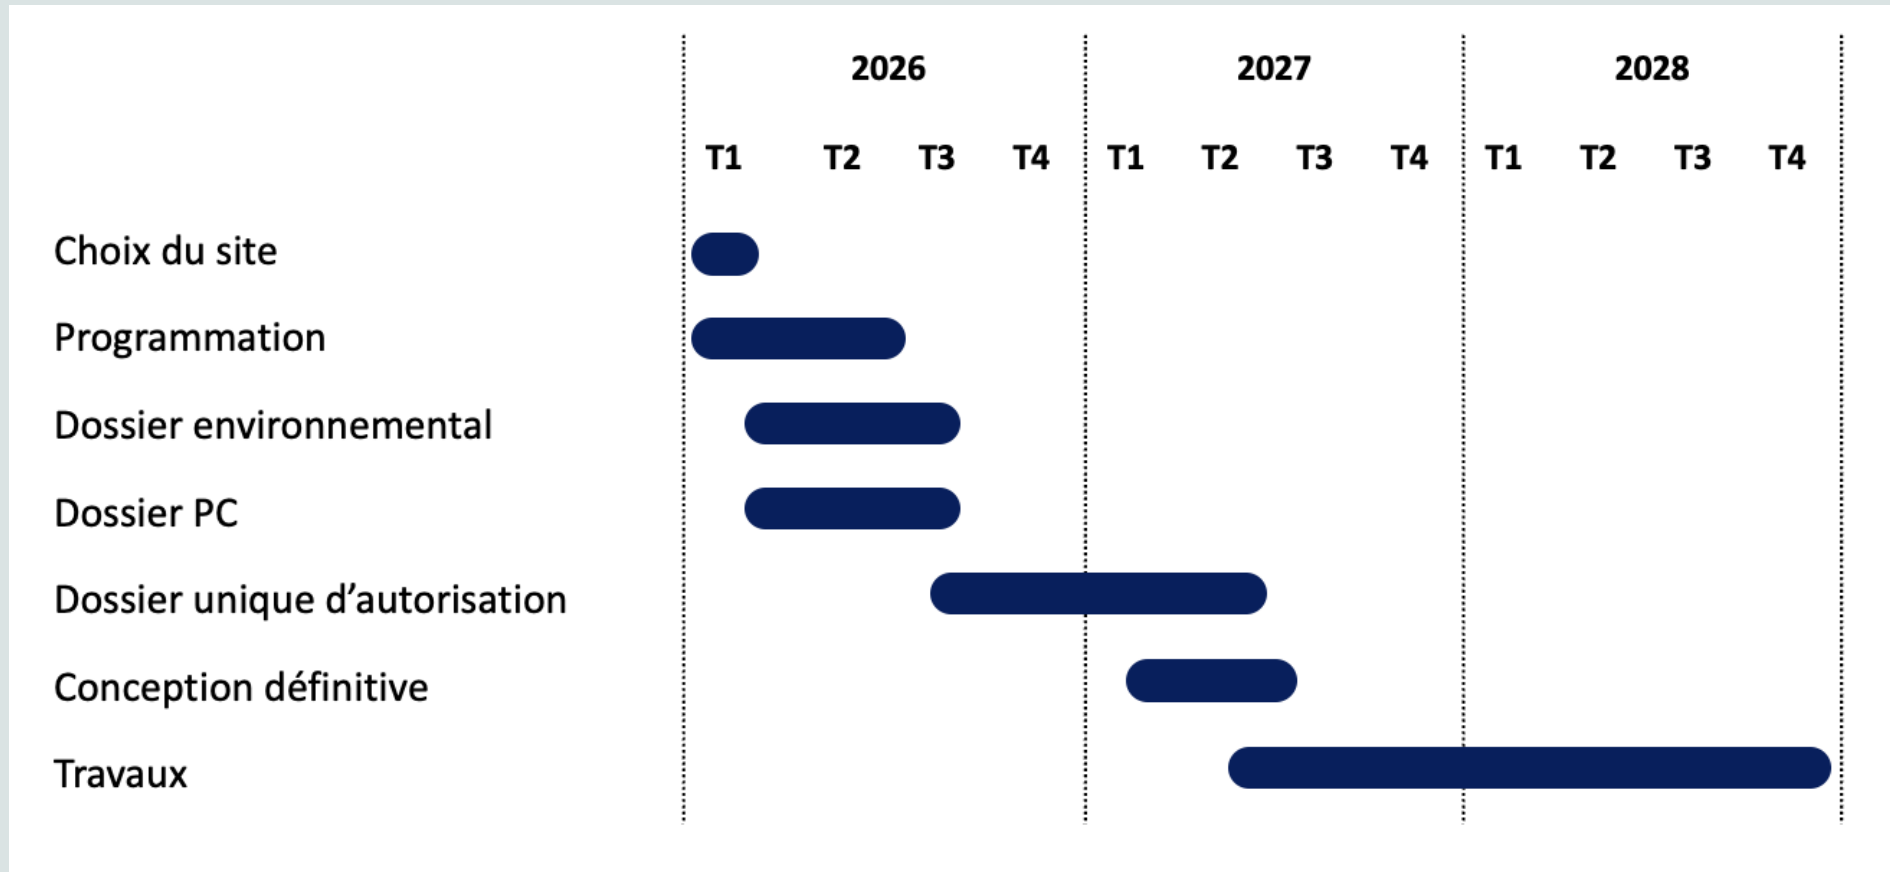 2026 2027 2028
T1 T2 T3 T4 T1 T2 T3 T4 T1 T2 T3 T4
Choix du site
Programmation
Dossier environnemental
Dossier PC
Dossier unique d’autorisation
Conception définitive
Travaux